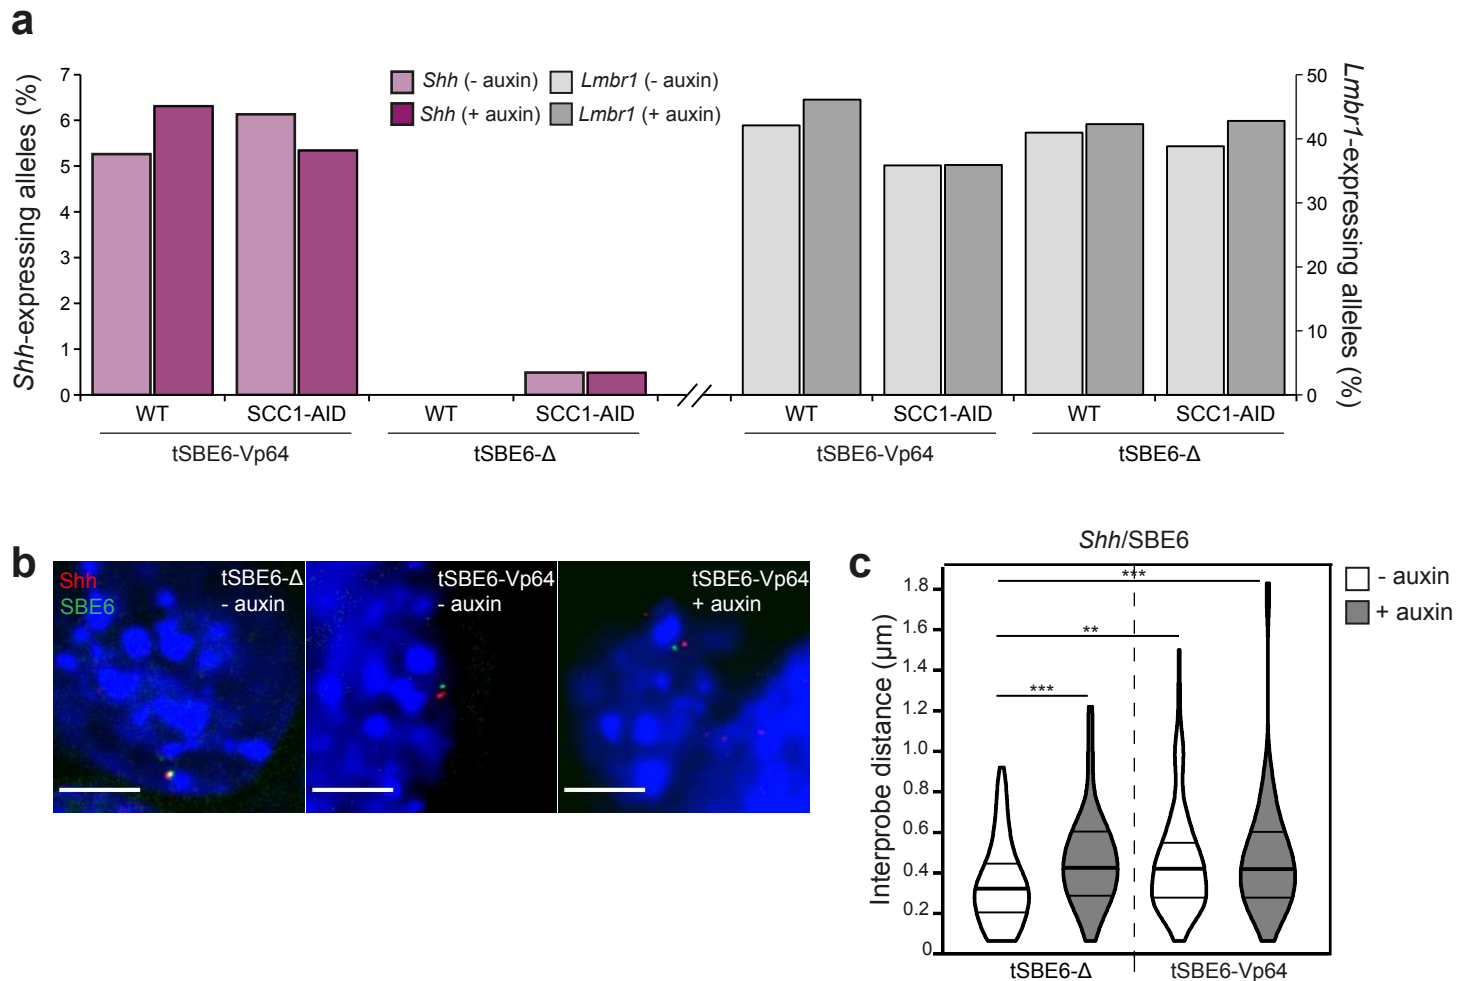 a
Shh-expressing alleles (%)
7
6
5
4
3
2
1
0
Shh (- auxin)
Lmbr1 (- auxin)
Shh (+ auxin)
Lmbr1 (+ auxin)
50
40
30
20
10
0
Lmbr1-expressing alleles (%)
WT SCC1-AID WT SCC1-AID WT SCC1-AID WT SCC1-AID
tSBE6-Vp64 tSBE6-Δ tSBE6-Vp64 tSBE6-Δ
b
Shh
SBE6
tSBE6-Δ
- auxin
tSBE6-Vp64
- auxin
tSBE6-Vp64
+ auxin
c
Shh/SBE6
Interprobe distance (μm)
1.8
1.6
1.4
1.2
1.0
0.8
0.6
0.4
0.2
0
***
**
***
- auxin
+ auxin
tSBE6-Δ tSBE6-Vp64